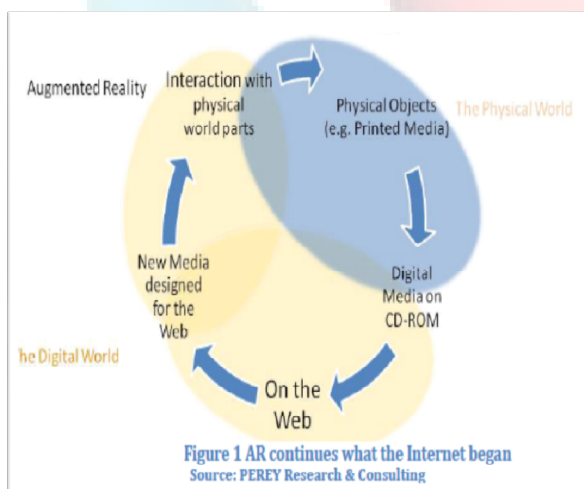 Augmented Reality
Interaction with
physical
world parts
Physical Objects
(e.g. Printed Media)
The Physical World
New Media
designed
for the
Web
Digital
Media on
CD-ROM
he Digital World
On the
Web
Figure 1 AR continues what the Internet began
Source: PEREY Research & Consulting